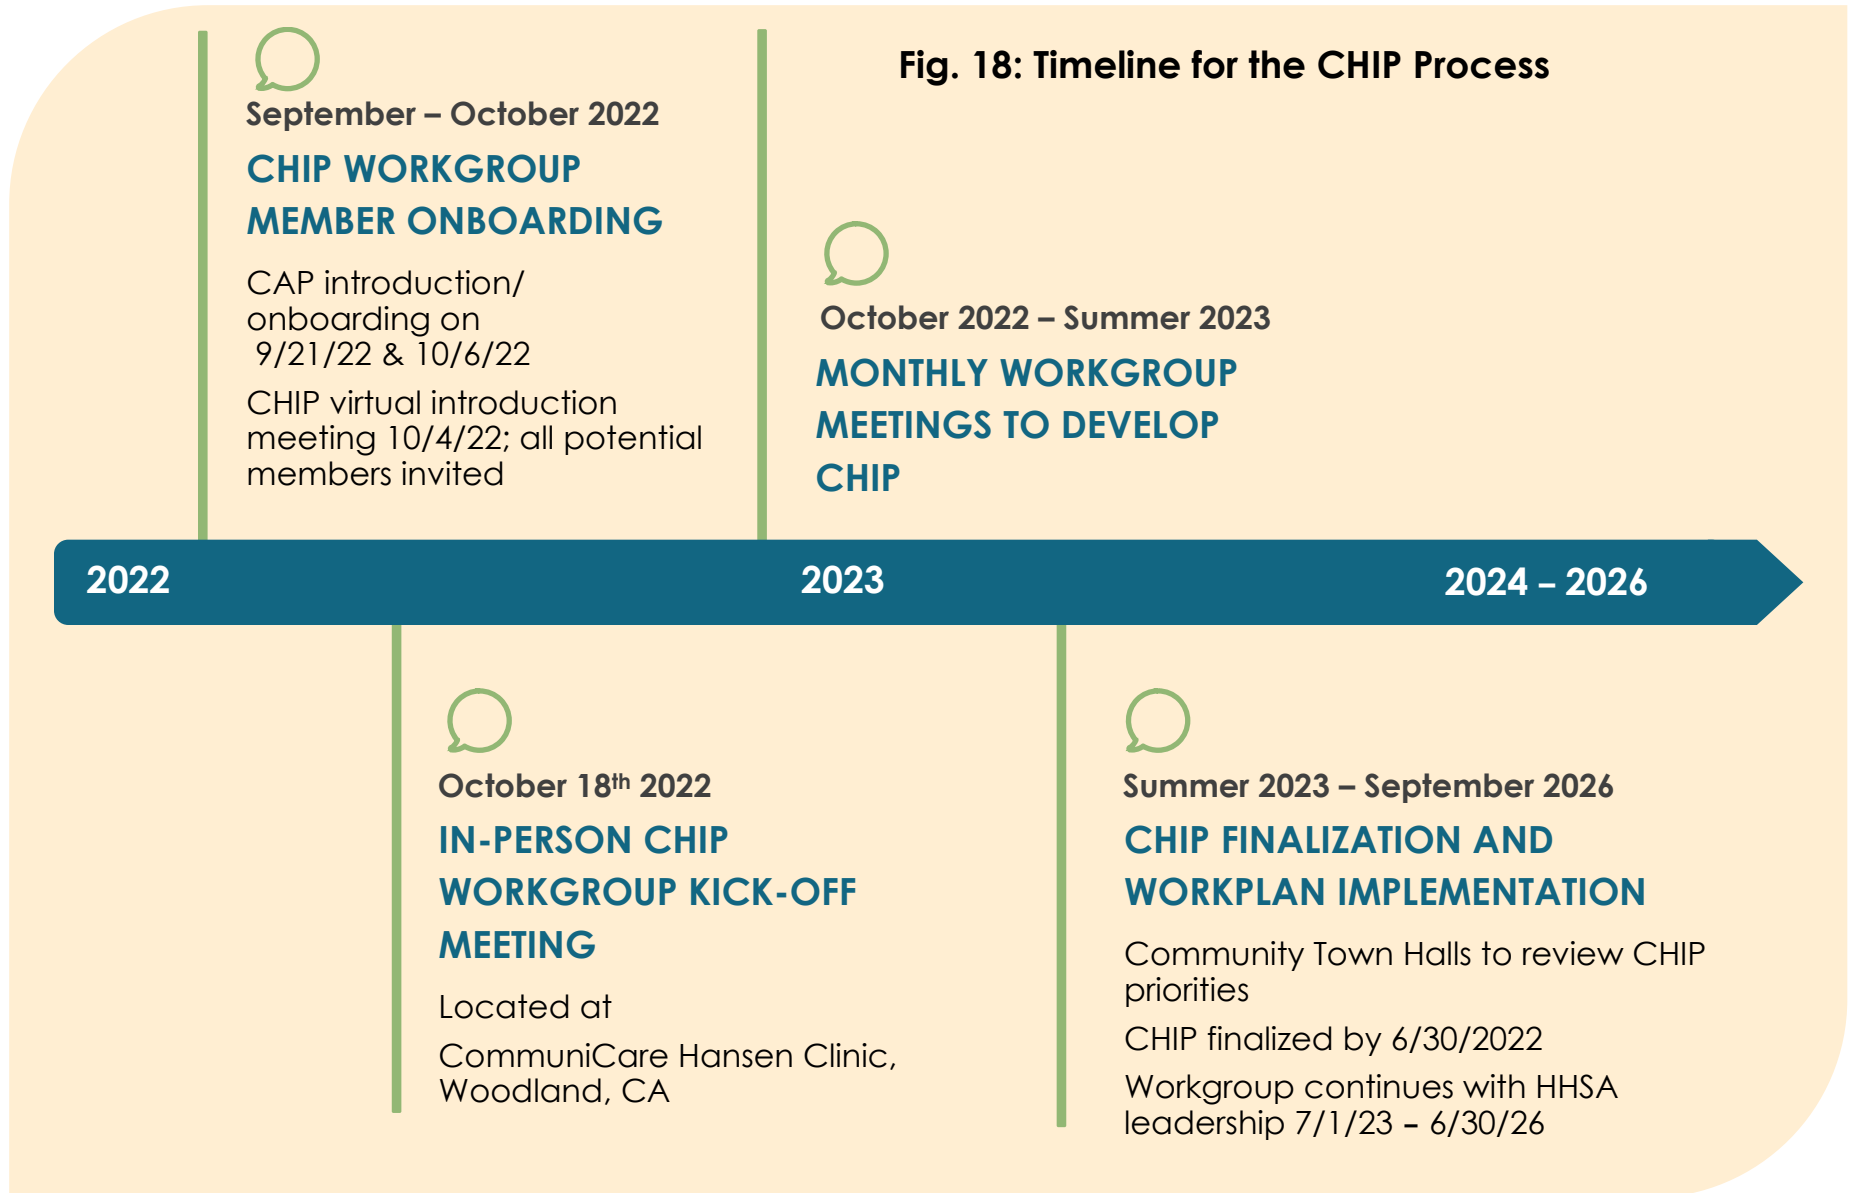 Fig. 18: Timeline for the CHIP Process
September – October 2022
CHIP WORKGROUP
MEMBER ONBOARDING
CAP introduction/
onboarding on
9/21/22 & 10/6/22
CHIP virtual introduction
meeting 10/4/22; all potential
members invited
October 2022 – Summer 2023
MONTHLY WORKGROUP
MEETINGS TO DEVELOP
CHIP
2022
2023
2024 – 2026
October 18th 2022
IN-PERSON CHIP
WORKGROUP KICK-OFF
MEETING
Located at
CommuniCare Hansen Clinic,
Woodland, CA
Summer 2023 – September 2026
CHIP FINALIZATION AND
WORKPLAN IMPLEMENTATION
Community Town Halls to review CHIP
priorities
CHIP finalized by 6/30/2022
Workgroup continues with HHSA
leadership 7/1/23 – 6/30/26